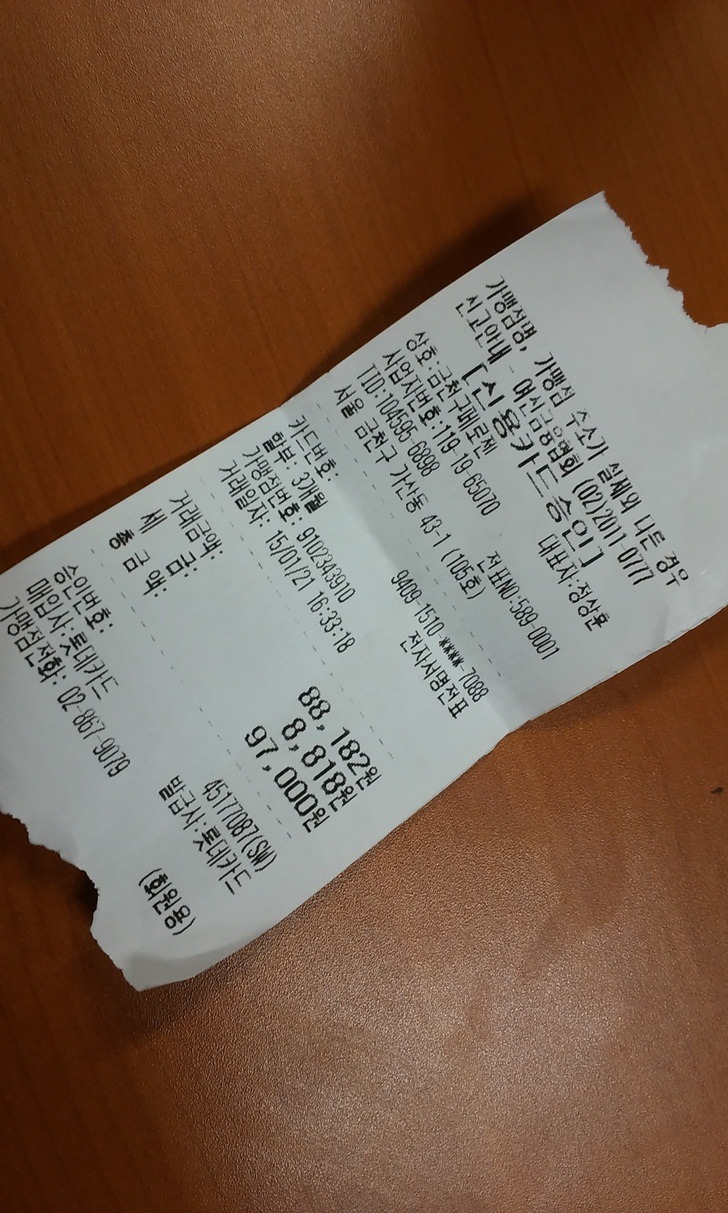 가맹점명, 가맹점 주소가 실제와 다른 경우
신고안내 - 여신금융협회 (02)2011-0777
[신용카드승인]
상호:금천구메로젠 대표자:정상훈
사업자번호:119-19-65070
TID:104595-6898 전표NO:589-0001
서울 금천구 가산동 43-1 (105호)
카드번호: 9409-1510-****-7088
할부: 3개월 전자서명전표
가맹점번호: 9102343910
거래일자: 15/01/21 16:33:18
거래금액: 88,182원
세 금: 8,818원
총 금 액: 97,000원
승인번호: 45177087(SW)
매입사:롯데카드 발급사:롯데카드
가맹점전화: 02-867-9079
(회원용)